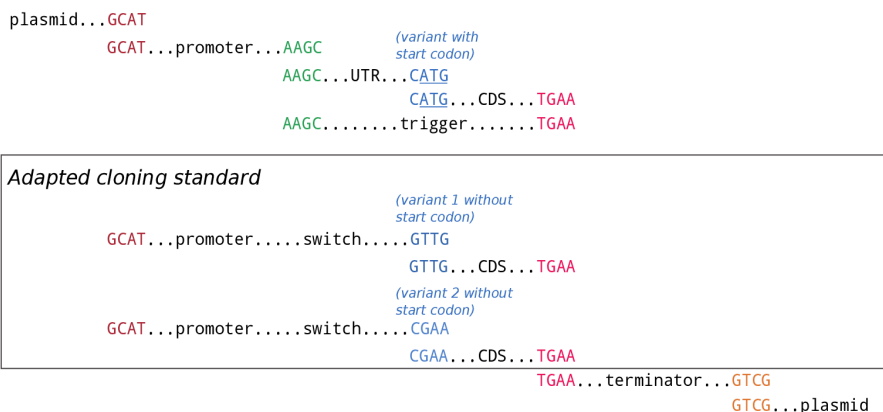 plasmid...GCAT
GCAT...promoter...AAGC
(variant with
start codon)
AAGC...UTR...CATG
CATG...CDS...TGAA
AAGC........trigger.......TGAA
Adapted cloning standard
(variant 1 without
start codon)
GCAT...promoter.....switch.....GTTG
GTTG...CDS...TGAA
(variant 2 without
start codon)
GCAT...promoter.....switch.....CGAA
CGAA...CDS...TGAA
TGAA...terminator...GTCG
GTCG...plasmid